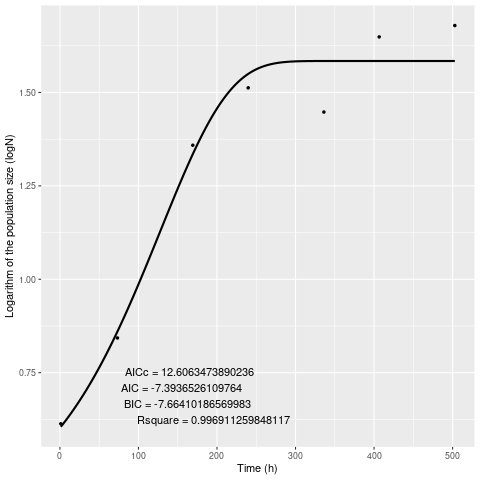 Logarithm of the population size (logN)
1.50
1.25
1.00
0.75
AICc = 12.6063473890236
AIC = -7.3936526109764
BIC = -7.66410186569983
Rsquare = 0.996911259848117
0 100 200 300 400 500
Time (h)